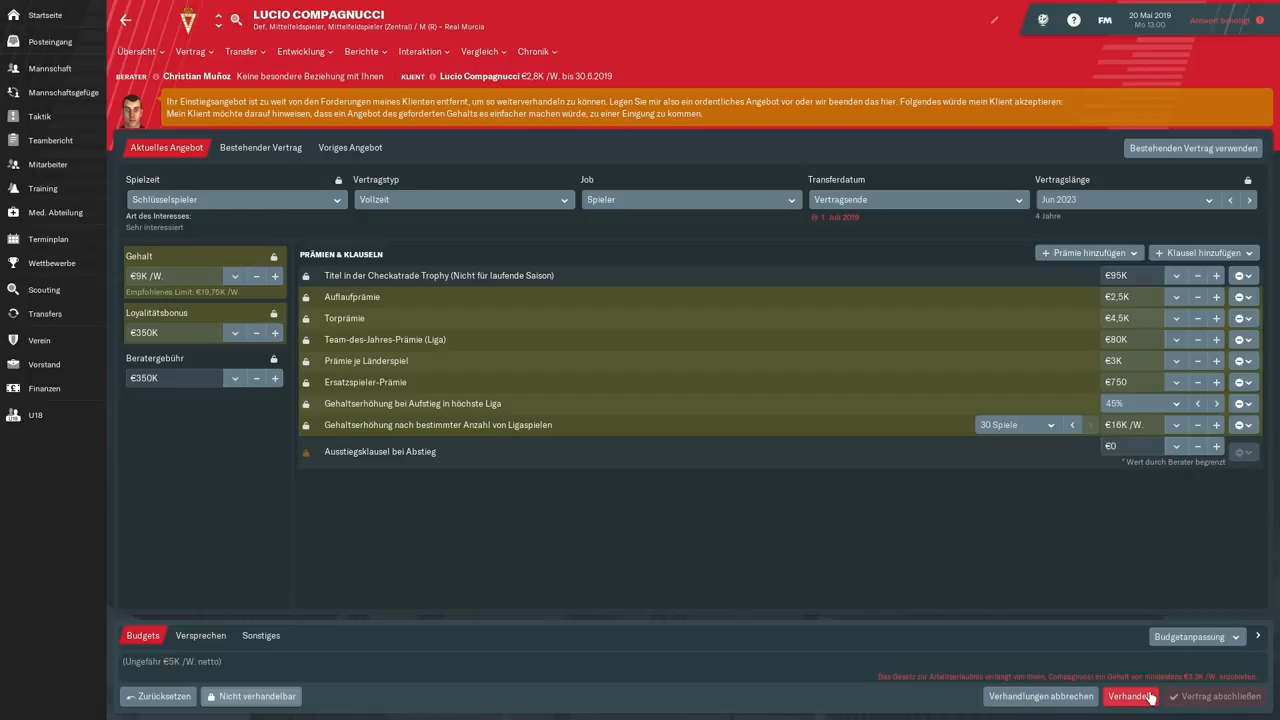 Startseite
Posteingang
Mannschaft
Mannschaftsgefüge
Taktik
Teambericht
Mitarbeiter
Training
Med. Abteilung
Terminplan
Wettbewerbe
Scouting
Transfers
Verein
Vorstand
Finanzen
U18
LUCIO COMPAGNUCCI
Def. Mittelfeldspieler, Mittelfeldspieler (Zentral) / M (R) – Real Murcia
FM
20 Mai 2019
Mo 13:00
Antwort benötigt
Übersicht
Vertrag
Transfer
Entwicklung
Berichte
Interaktion
Vergleich
Chronik
BERATER Christian Muñoz Keine besondere Beziehung mit Ihnen KLIENT Lucio Compagnucci €2,8K /W. bis 30.6.2019
Ihr Einstiegsangebot ist zu weit von den Forderungen meines Klienten entfernt, um so weiterverhandeln zu können. Legen Sie mir also ein ordentliches Angebot vor oder wir beenden das hier. Folgendes würde mein Klient akzeptieren:
Mein Klient möchte darauf hinweisen, dass ein Angebot des geforderten Gehalts es einfacher machen würde, zu einer Einigung zu kommen.
Aktuelles Angebot
Bestehender Vertrag
Voriges Angebot
Bestehenden Vertrag verwenden
Spielzeit
Schlüsselspieler
Art des Interesses:
Sehr interessiert
Vertragstyp
Vollzeit
Job
Spieler
Transferdatum
Vertragsende
1 Juli 2019
Vertragslänge
Jun 2023
4 Jahre
Gehalt
€9K /W.
Empfohlenes Limit: €19,75K /W.
Loyalitätsbonus
€350K
Beratergebühr
€350K
PRÄMIEN & KLAUSELN
+ Prämie hinzufügen
+ Klausel hinzufügen
Titel in der Checkatrade Trophy (Nicht für laufende Saison) €95K
Auflaufprämie €2,5K
Torprämie €4,5K
Team-des-Jahres-Prämie (Liga) €80K
Prämie je Länderspiel €3K
Ersatzspieler-Prämie €750
Gehaltserhöhung bei Aufstieg in höchste Liga 45%
Gehaltserhöhung nach bestimmter Anzahl von Ligaspielen 30 Spiele €16K /W.
Ausstiegsklausel bei Abstieg €0
* Wert durch Berater begrenzt
Budgets
Versprechen
Sonstiges
Budgetanpassung
(Ungefähr €5K /W. netto)
Das Gesetz zur Arbeitserlaubnis verlangt von Ihnen, Compagnucci ein Gehalt von mindestens €3.3K /W. anzubieten.
Zurücksetzen
Nicht verhandelbar
Verhandlungen abbrechen
Verhandeln
Vertrag abschließen